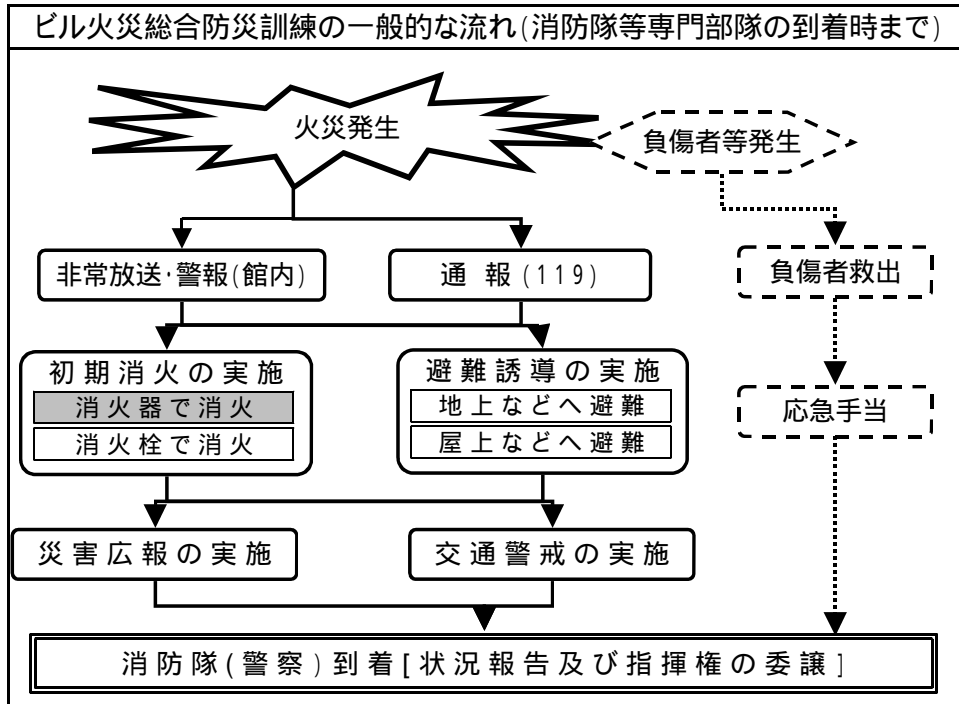 ビル火災総合防災訓練の一般的な流れ(消防隊等専門部隊の到着時まで)
火災発生
負傷者等発生
非常放送・警報(館内)
通報(119)
負傷者救出
初期消火の実施
消火器で消火
消火栓で消火
避難誘導の実施
地上などへ避難
屋上などへ避難
応急手当
災害広報の実施
交通警戒の実施
消防隊(警察)到着[状況報告及び指揮権の委譲]